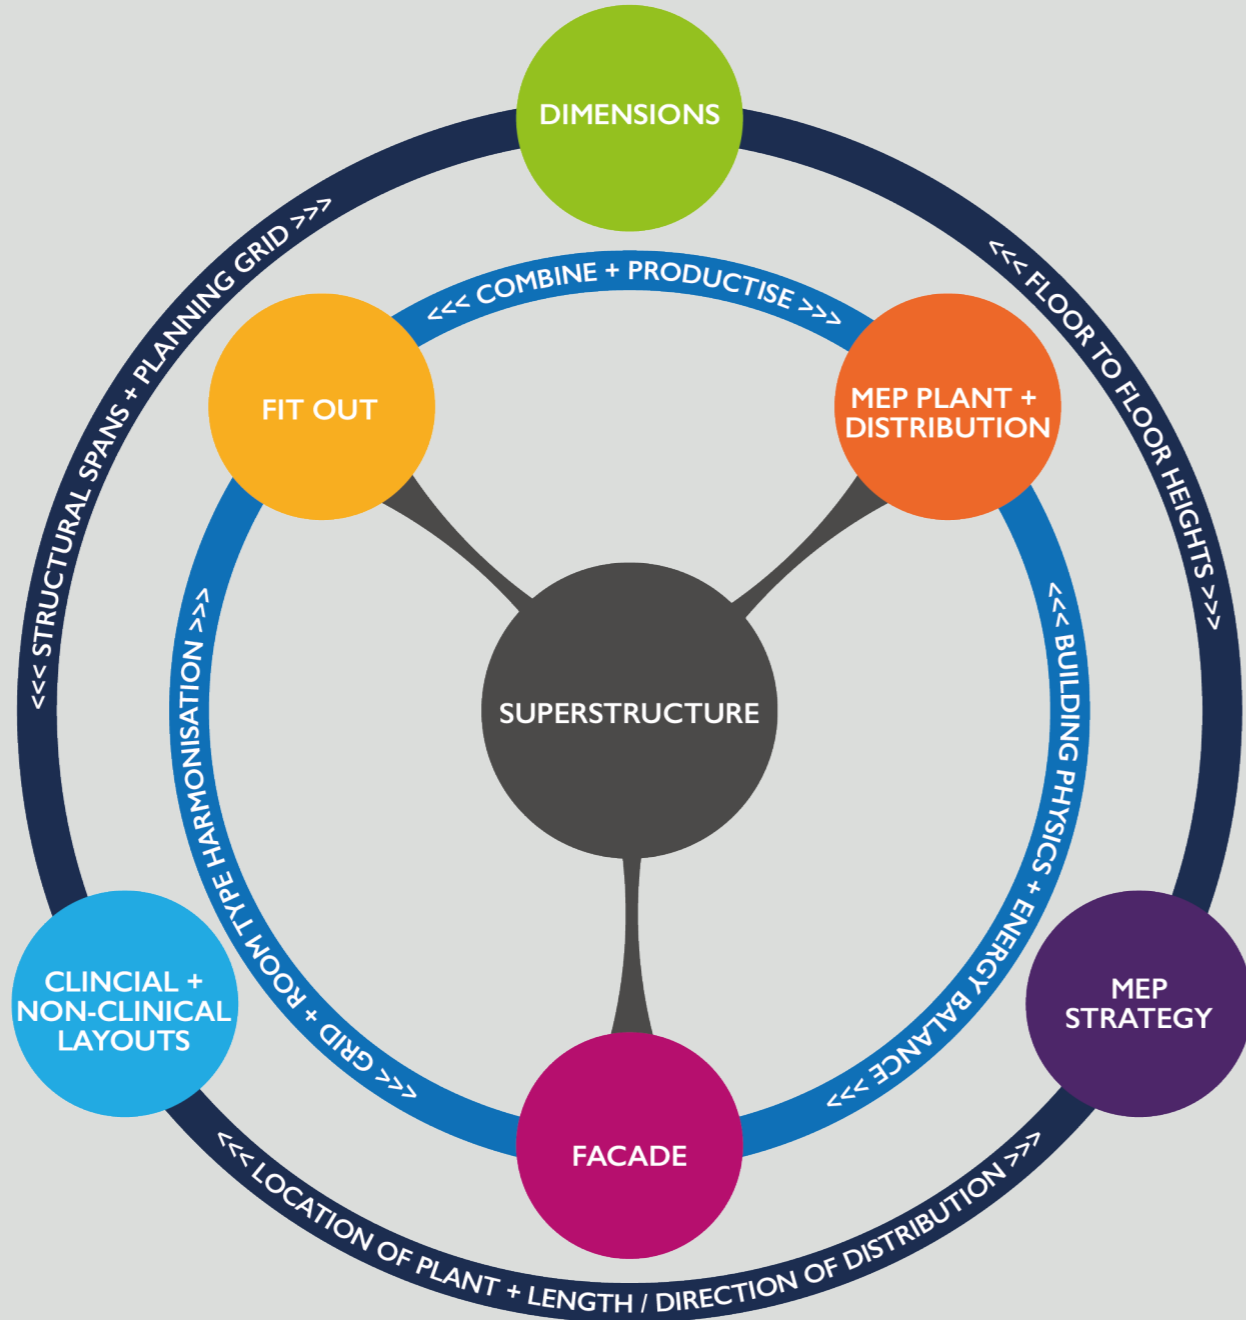 DIMENSIONS
<<< STRUCTURAL SPANS + PLANNING GRID >>>
<<< FLOOR TO FLOOR HEIGHTS >>>
<<< COMBINE + PRODUCTISE >>>
FIT OUT
MEP PLANT +
DISTRIBUTION
SUPERSTRUCTURE
<<< GRID + ROOM TYPE HARMONISATION >>>
<<< BUILDING PHYSICS + ENERGY BALANCE >>>
CLINCIAL +
NON-CLINICAL
LAYOUTS
MEP
STRATEGY
FACADE
<<< LOCATION OF PLANT + LENGTH / DIRECTION OF DISTRIBUTION >>>